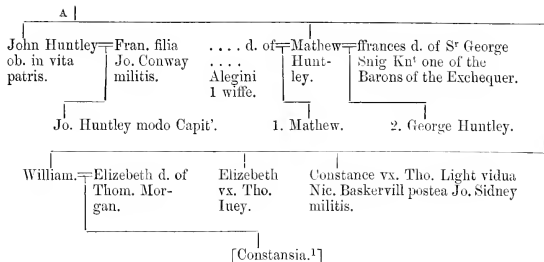 A
John Huntley ob. in vita patris.
Fran. filia Jo. Conway militis.
.... d. of .... Alegini 1 wiffe.
Mathew Hunt-ley.
ffrances d. of Sr George Snig Knt one of the Barons of the Exchequer.
Jo. Huntley modo Capit'.
1. Mathew.
2. George Huntley.
William.
Elizebeth d. of Thom. Mor-gan.
Elizebeth vx. Tho. Iuey.
Constance vx. Tho. Light vidua Nic. Baskervill postea Jo. Sidney militis.
[Constansia.1]